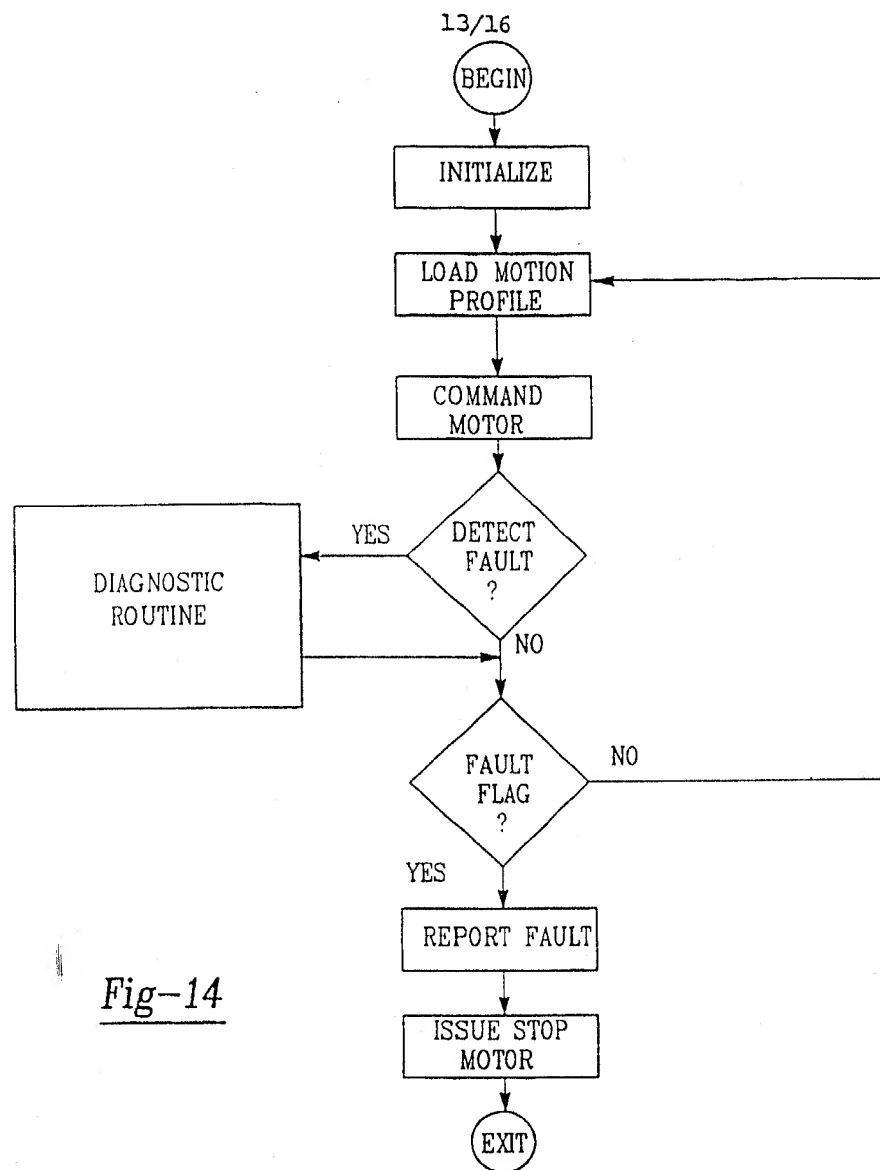 13/16
BEGIN
INITIALIZE
LOAD MOTION
PROFILE
COMMAND
MOTOR
YES
DETECT
FAULT
?
DIAGNOSTIC
ROUTINE
NO
FAULT
FLAG
?
NO
YES
REPORT FAULT
Fig-14
ISSUE STOP
MOTOR
EXIT